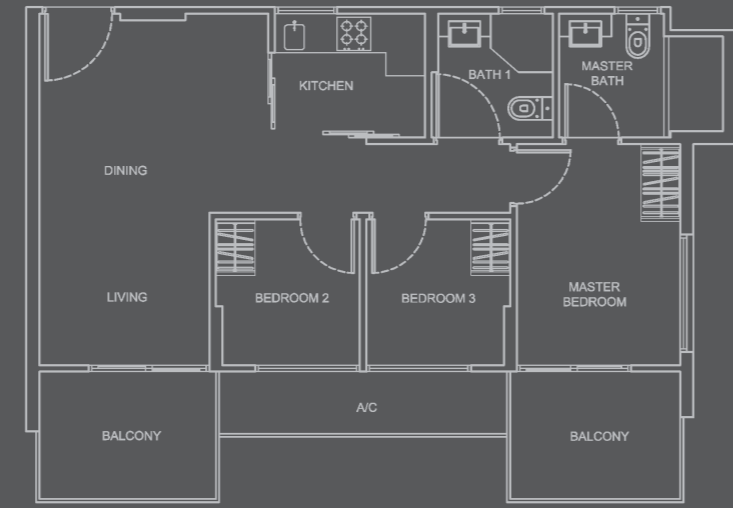 KITCHEN
BATH 1
MASTER
BATH
DINING
LIVING
BEDROOM 2
BEDROOM 3
MASTER
BEDROOM
A/C
BALCONY
BALCONY